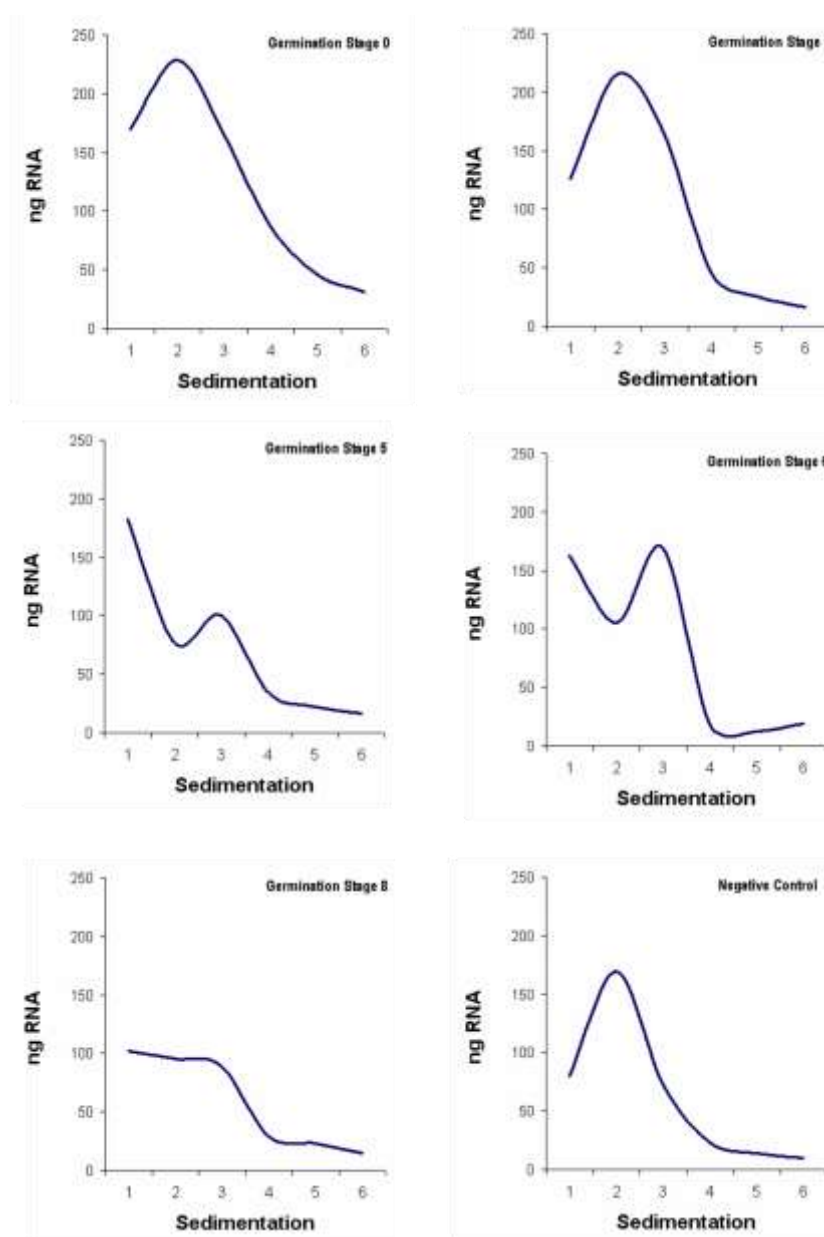 Germination Stage 0
250
200
150
100
50
0
ng RNA
1 2 3 4 5 6
Sedimentation
Germination Stage
250
200
150
100
50
0
ng RNA
1 2 3 4 5 6
Sedimentation
Germination Stage 5
250
200
150
100
50
0
ng RNA
1 2 3 4 5 6
Sedimentation
Germination Stage
250
200
150
100
50
0
ng RNA
1 2 3 4 5 6
Sedimentation
Germination Stage 8
250
200
150
100
50
0
ng RNA
1 2 3 4 5 6
Sedimentation
Negative Control
250
200
150
100
50
0
ng RNA
1 2 3 4 5 6
Sedimentation